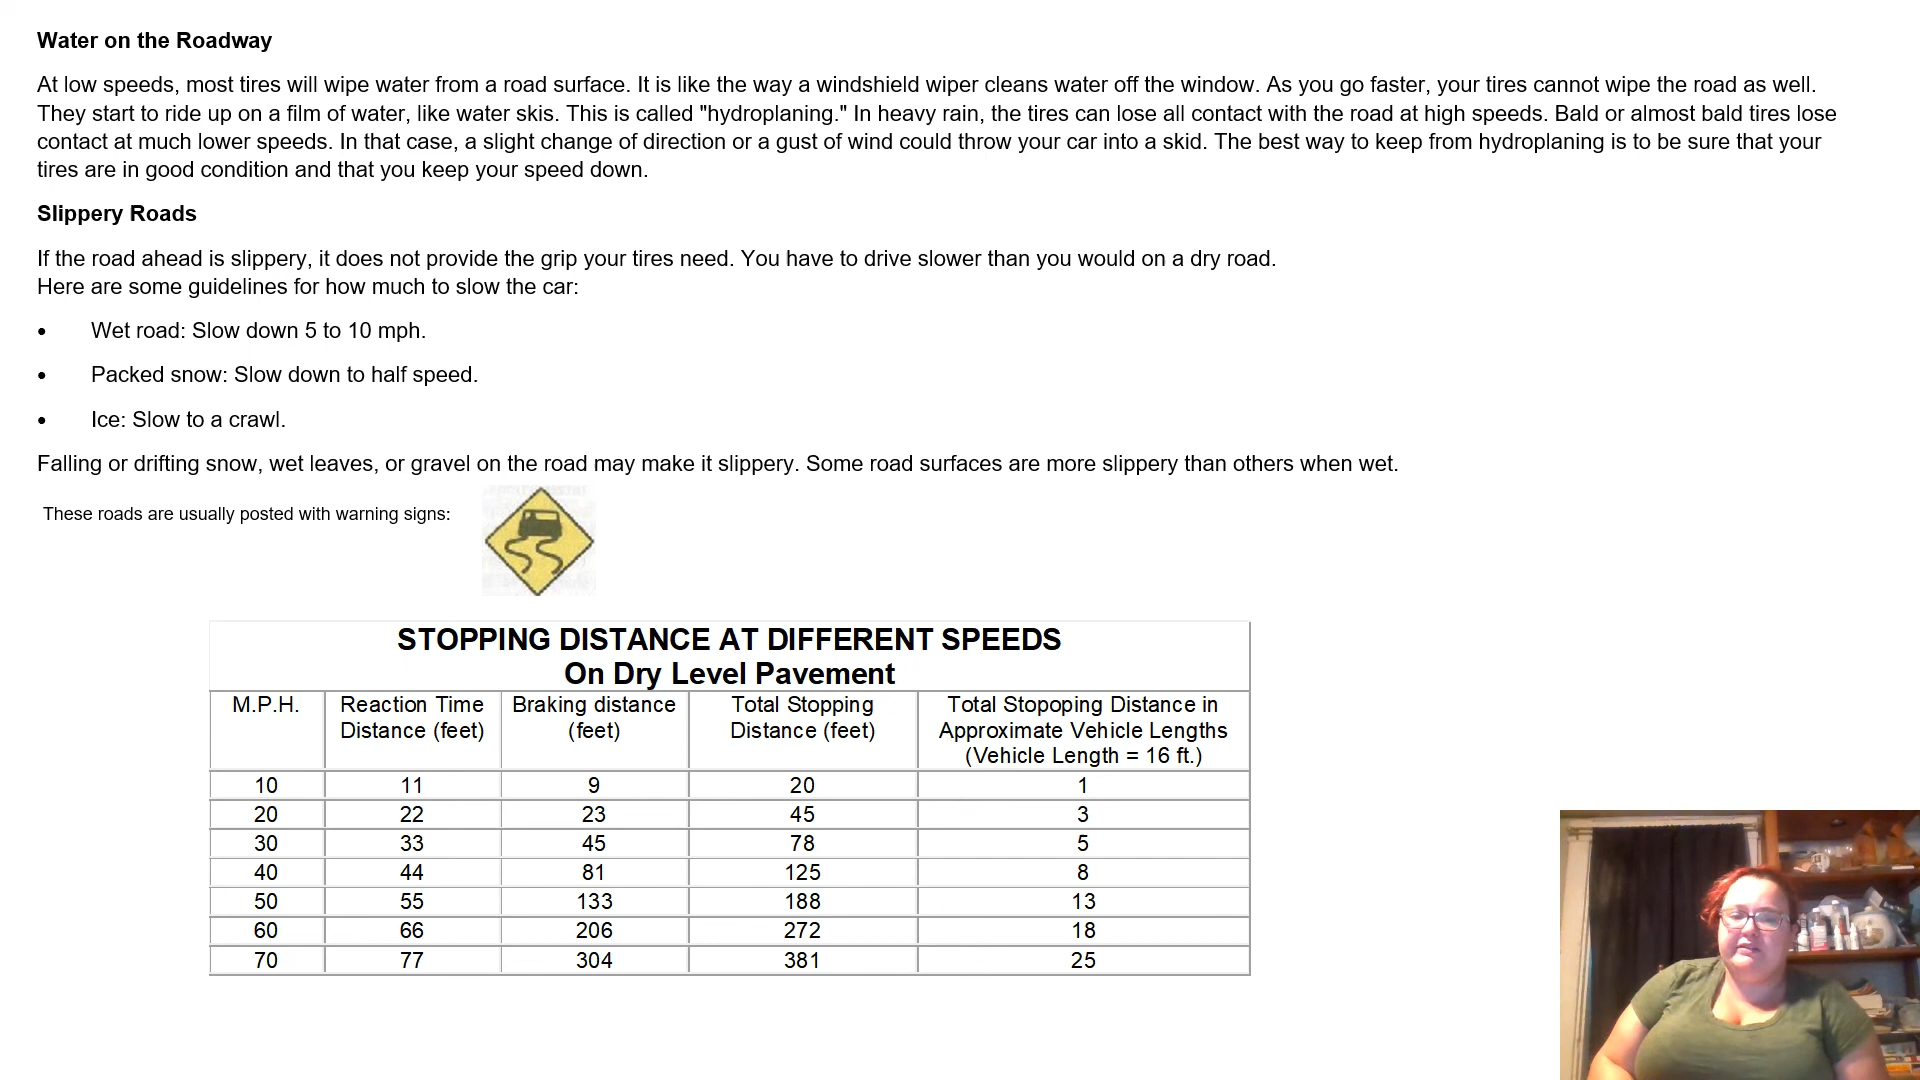 Water on the Roadway
At low speeds, most tires will wipe water from a road surface. It is like the way a windshield wiper cleans water off the window. As you go faster, your tires cannot wipe the road as well.
They start to ride up on a film of water, like water skis. This is called "hydroplaning." In heavy rain, the tires can lose all contact with the road at high speeds. Bald or almost bald tires lose
contact at much lower speeds. In that case, a slight change of direction or a gust of wind could throw your car into a skid. The best way to keep from hydroplaning is to be sure that your
tires are in good condition and that you keep your speed down.
Slippery Roads
If the road ahead is slippery, it does not provide the grip your tires need. You have to drive slower than you would on a dry road.
Here are some guidelines for how much to slow the car:
• Wet road: Slow down 5 to 10 mph.
• Packed snow: Slow down to half speed.
• Ice: Slow to a crawl.
Falling or drifting snow, wet leaves, or gravel on the road may make it slippery. Some road surfaces are more slippery than others when wet.
These roads are usually posted with warning signs:
STOPPING DISTANCE AT DIFFERENT SPEEDS
On Dry Level Pavement
M.P.H. Reaction Time Braking distance Total Stopping Total Stopoping Distance in
Distance (feet) (feet) Distance (feet) Approximate Vehicle Lengths
(Vehicle Length = 16 ft.)
10 11 9 20 1
20 22 23 45 3
30 33 45 78 5
40 44 81 125 8
50 55 133 188 13
60 66 206 272 18
70 77 304 381 25